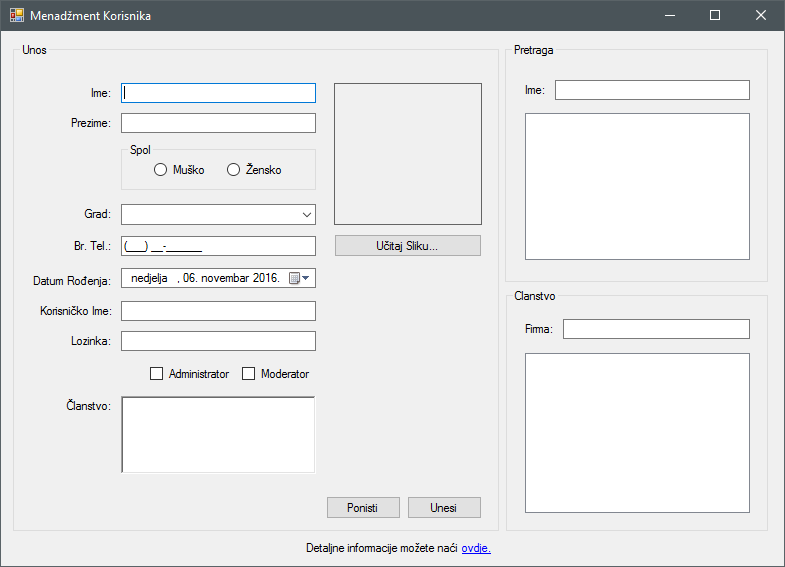 Menadžment Korisnika
Unos
Ime:
Prezime:
Spol
Muško Žensko
Grad:
Br. Tel.: (___) __-______
Učitaj Sliku...
Datum Rođenja: nedjelja , 06. novembar 2016.
Korisničko Ime:
Lozinka:
Administrator Moderator
Članstvo:
Ponisti Unesi
Pretraga
Ime:
Clanstvo
Firma:
Detaljne informacije možete naći ovdje.